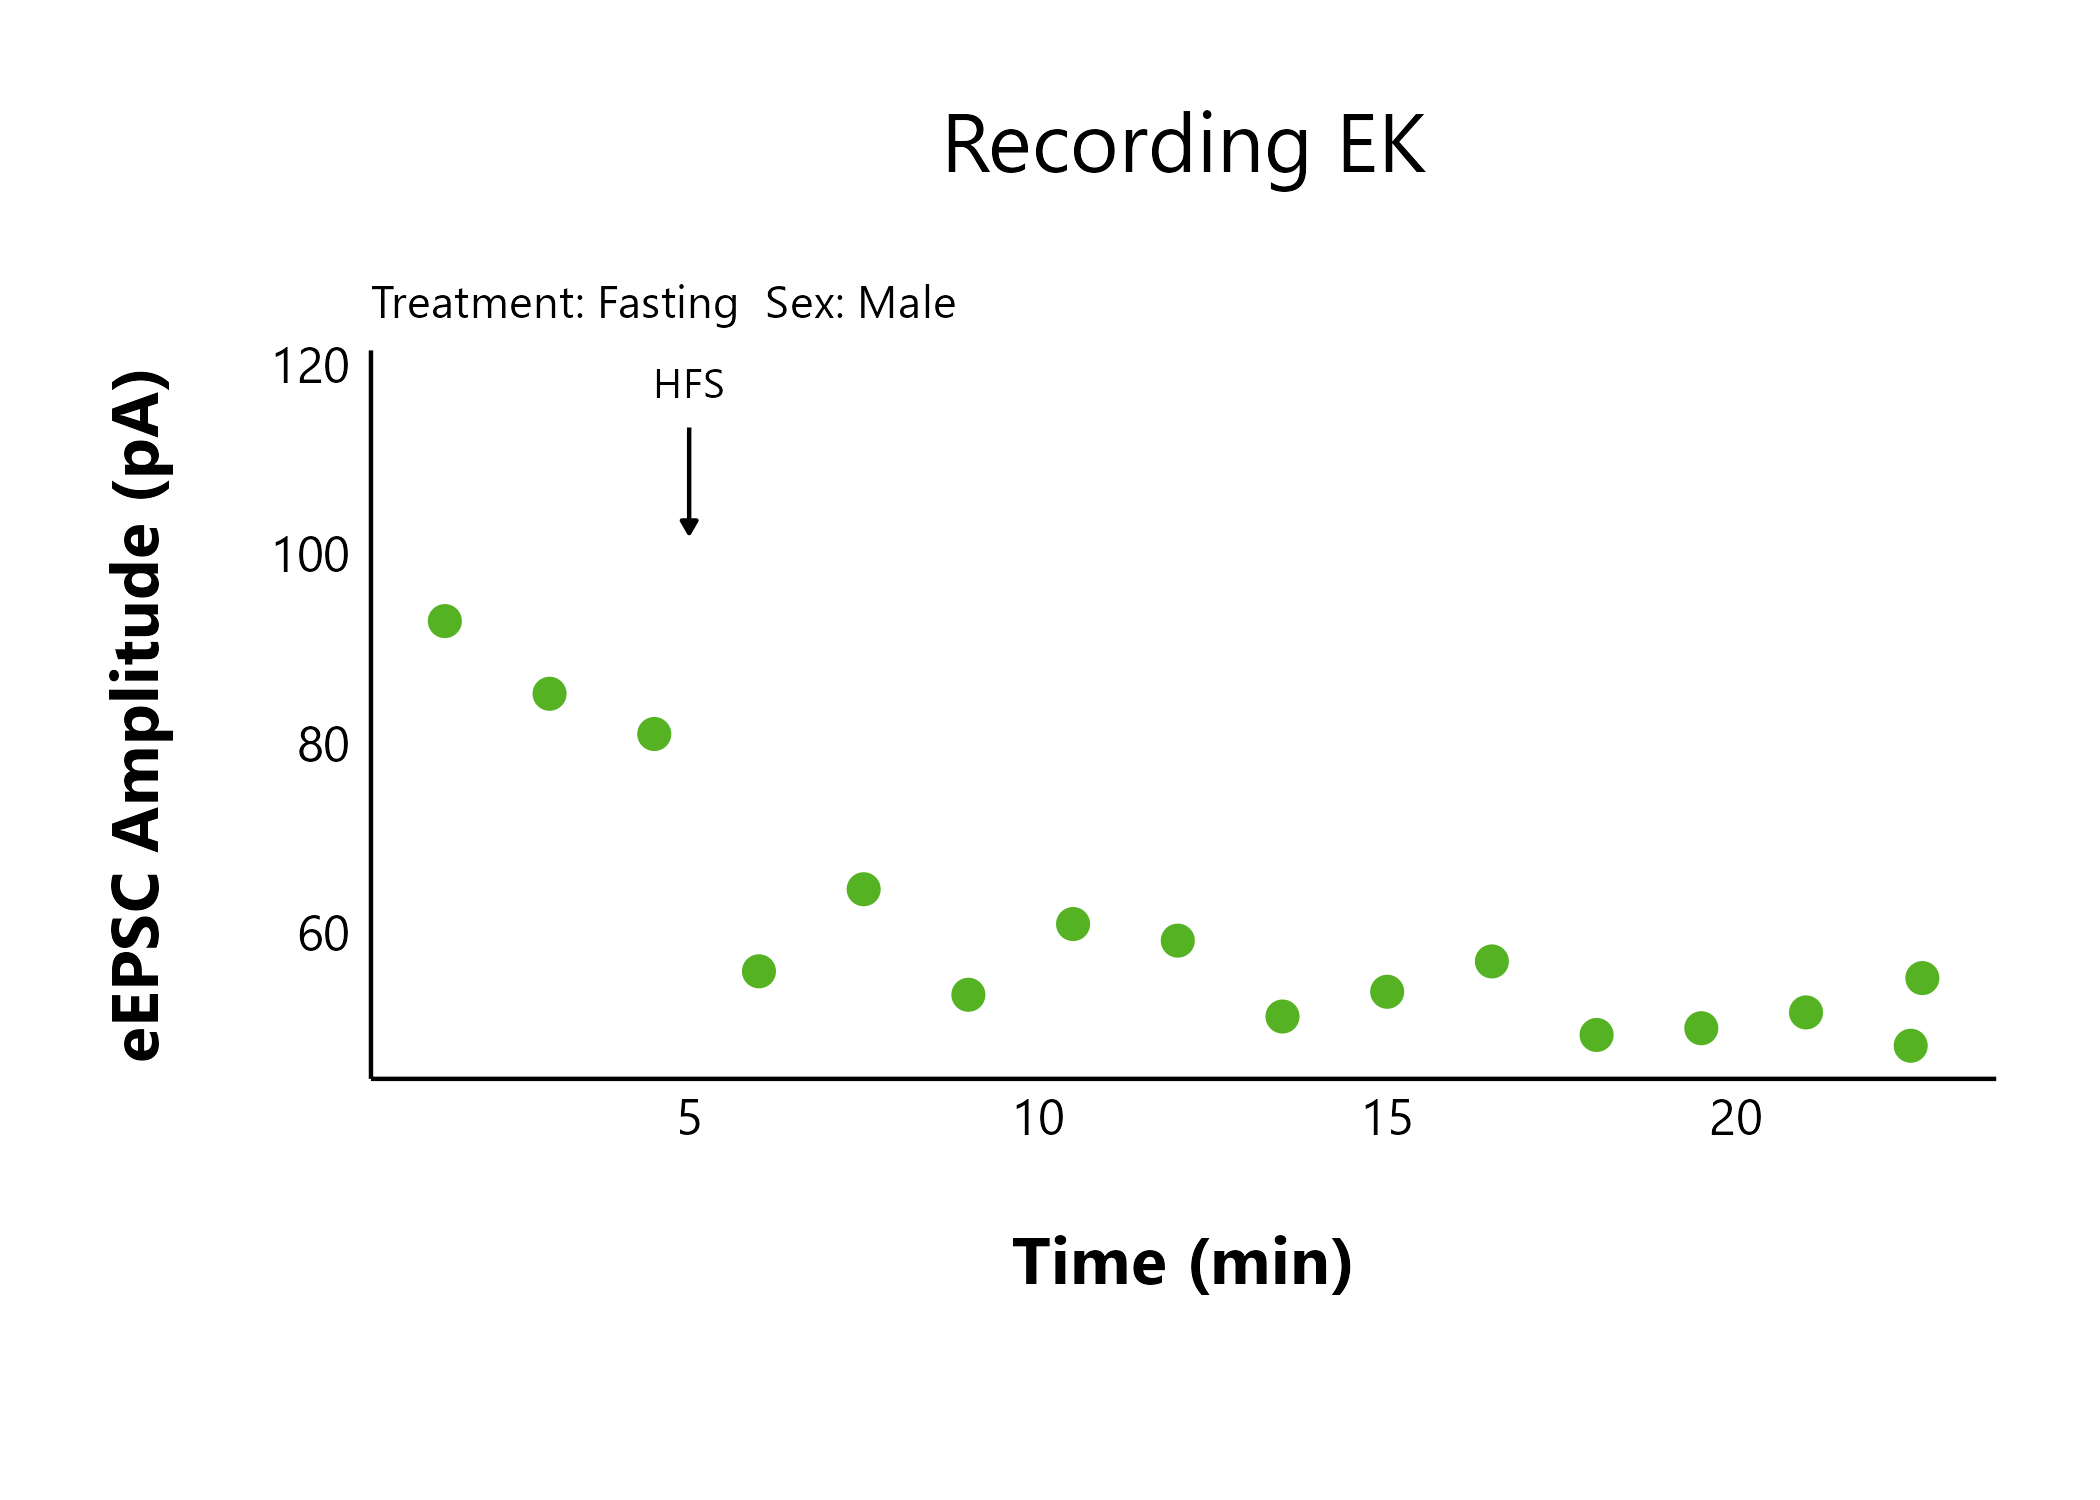 Recording EK
Treatment: Fasting  Sex: Male
HFS
eEPSC Amplitude (pA)
120
100
80
60
5
10
15
20
Time (min)